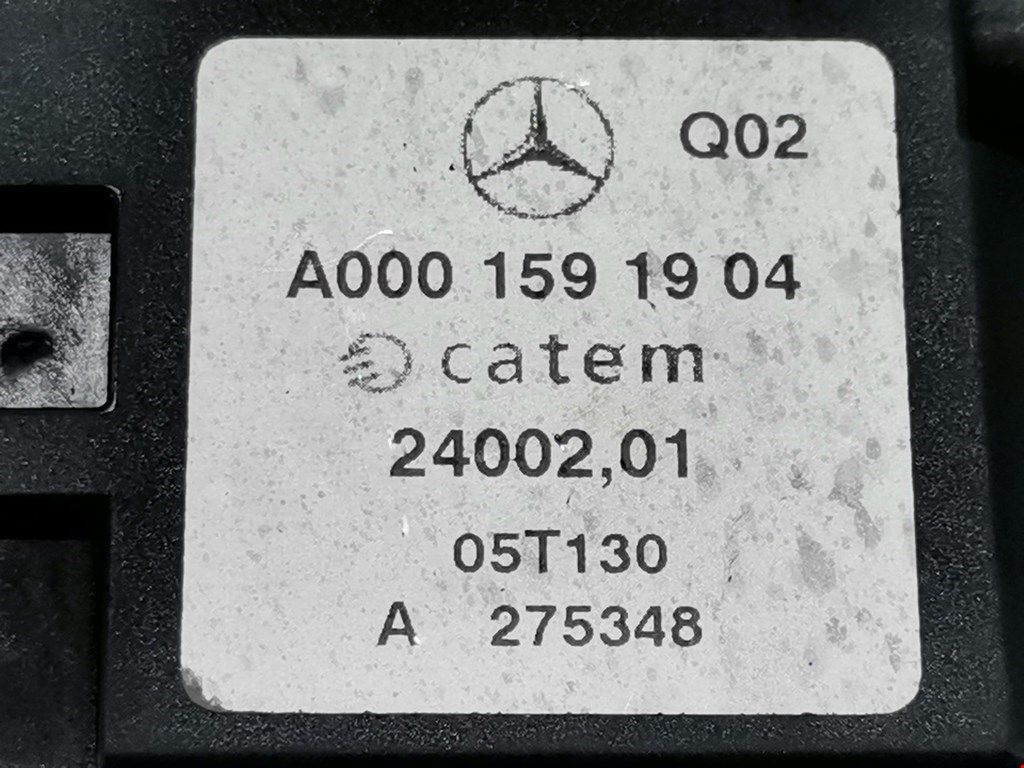 Q02
A000 159 19 04
catem
24002,01
05T130
A 275348